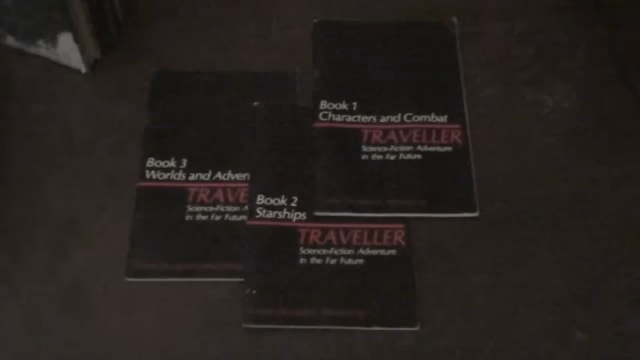 Book 1
Characters and Combat
TRAVELLER
Science-Fiction Adventure
in the Far Future
Book 3
Worlds and Adven
TRAVE
Science-Fiction A
in the Far Future
Book 2
Starships
TRAVELLER
Science-Fiction Adventure
in the Far Future